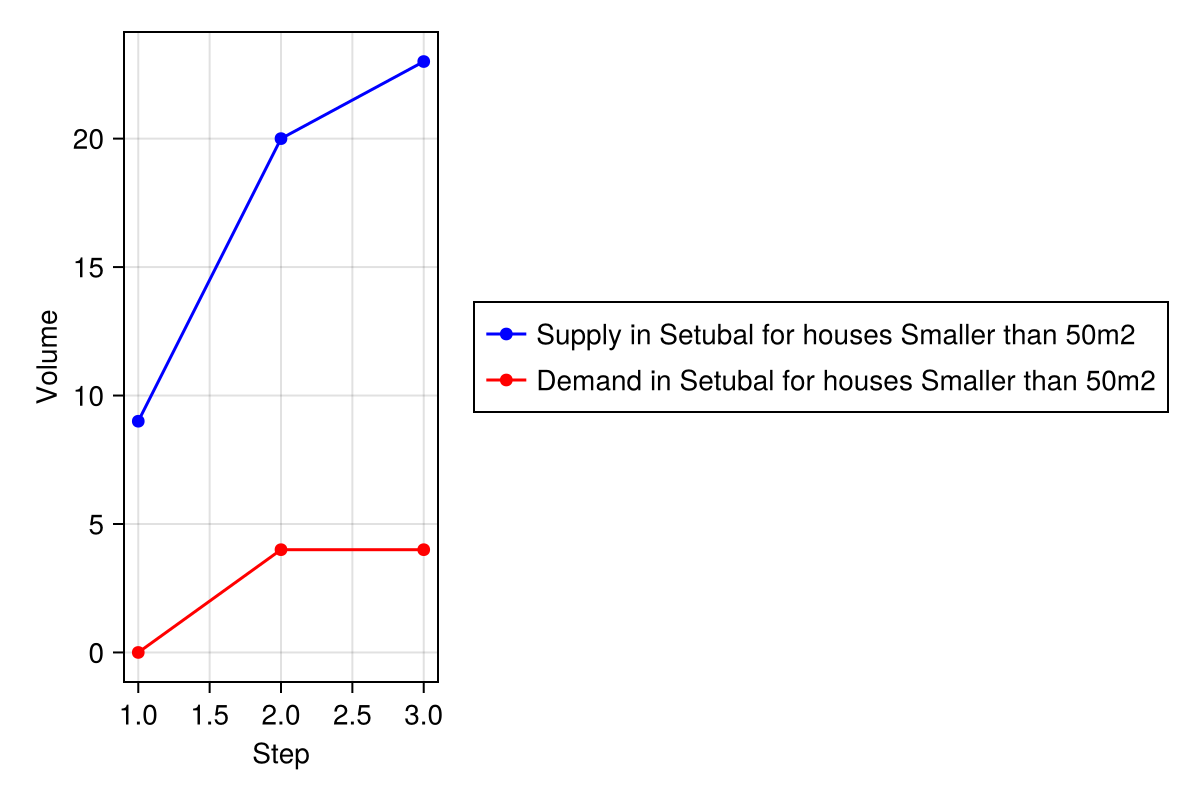 Volume
20
15
10
5
0
1.0 1.5 2.0 2.5 3.0
Step
Supply in Setubal for houses Smaller than 50m2
Demand in Setubal for houses Smaller than 50m2